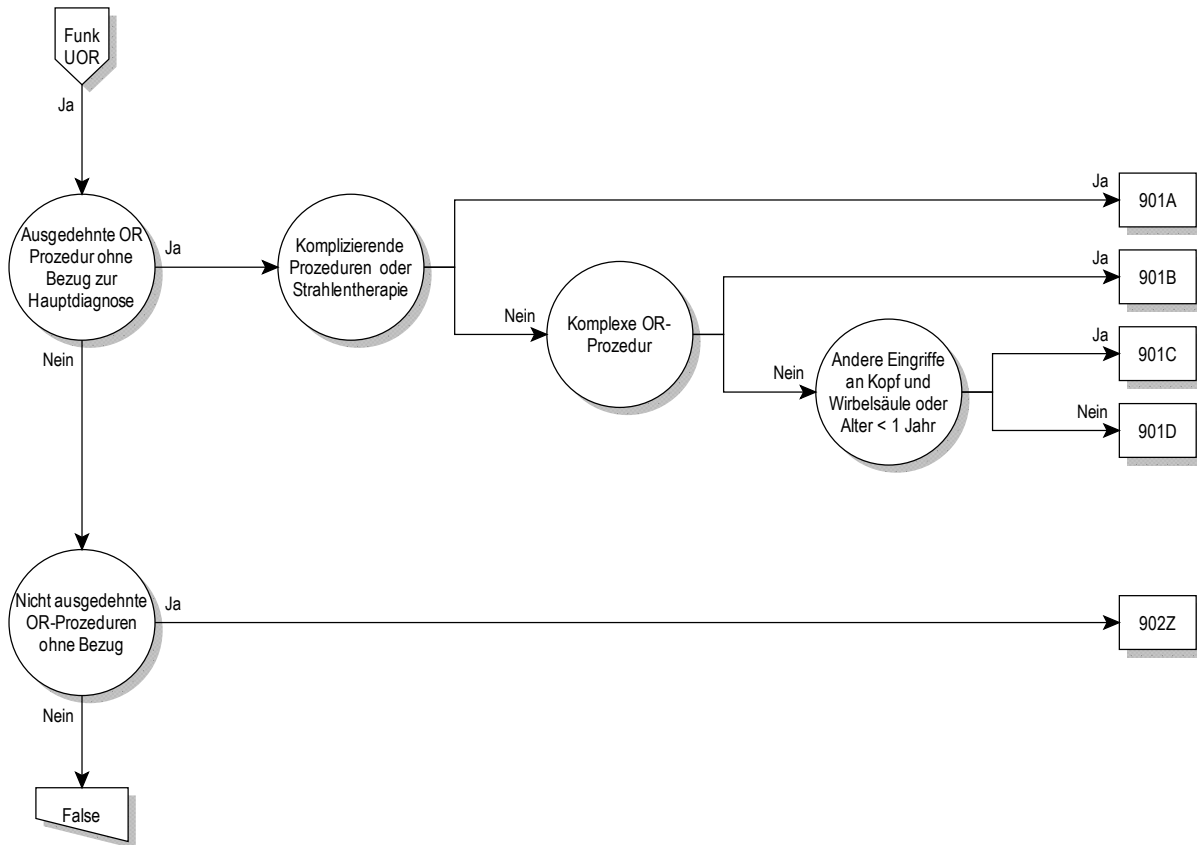 Funk
UOR
Ja
Ausgedehnte OR
Prozedur ohne
Bezug zur
Hauptdiagnose
Ja
Komplizierende
Prozeduren oder
Strahlentherapie
Ja
901A
Nein
Komplexe OR-
Prozedur
Ja
901B
Nein
Andere Eingriffe
an Kopf und
Wirbelsäule oder
Alter < 1 Jahr
Ja
901C
Nein
901D
Nein
Nicht ausgedehnte
OR-Prozeduren
ohne Bezug
Ja
902Z
Nein
False